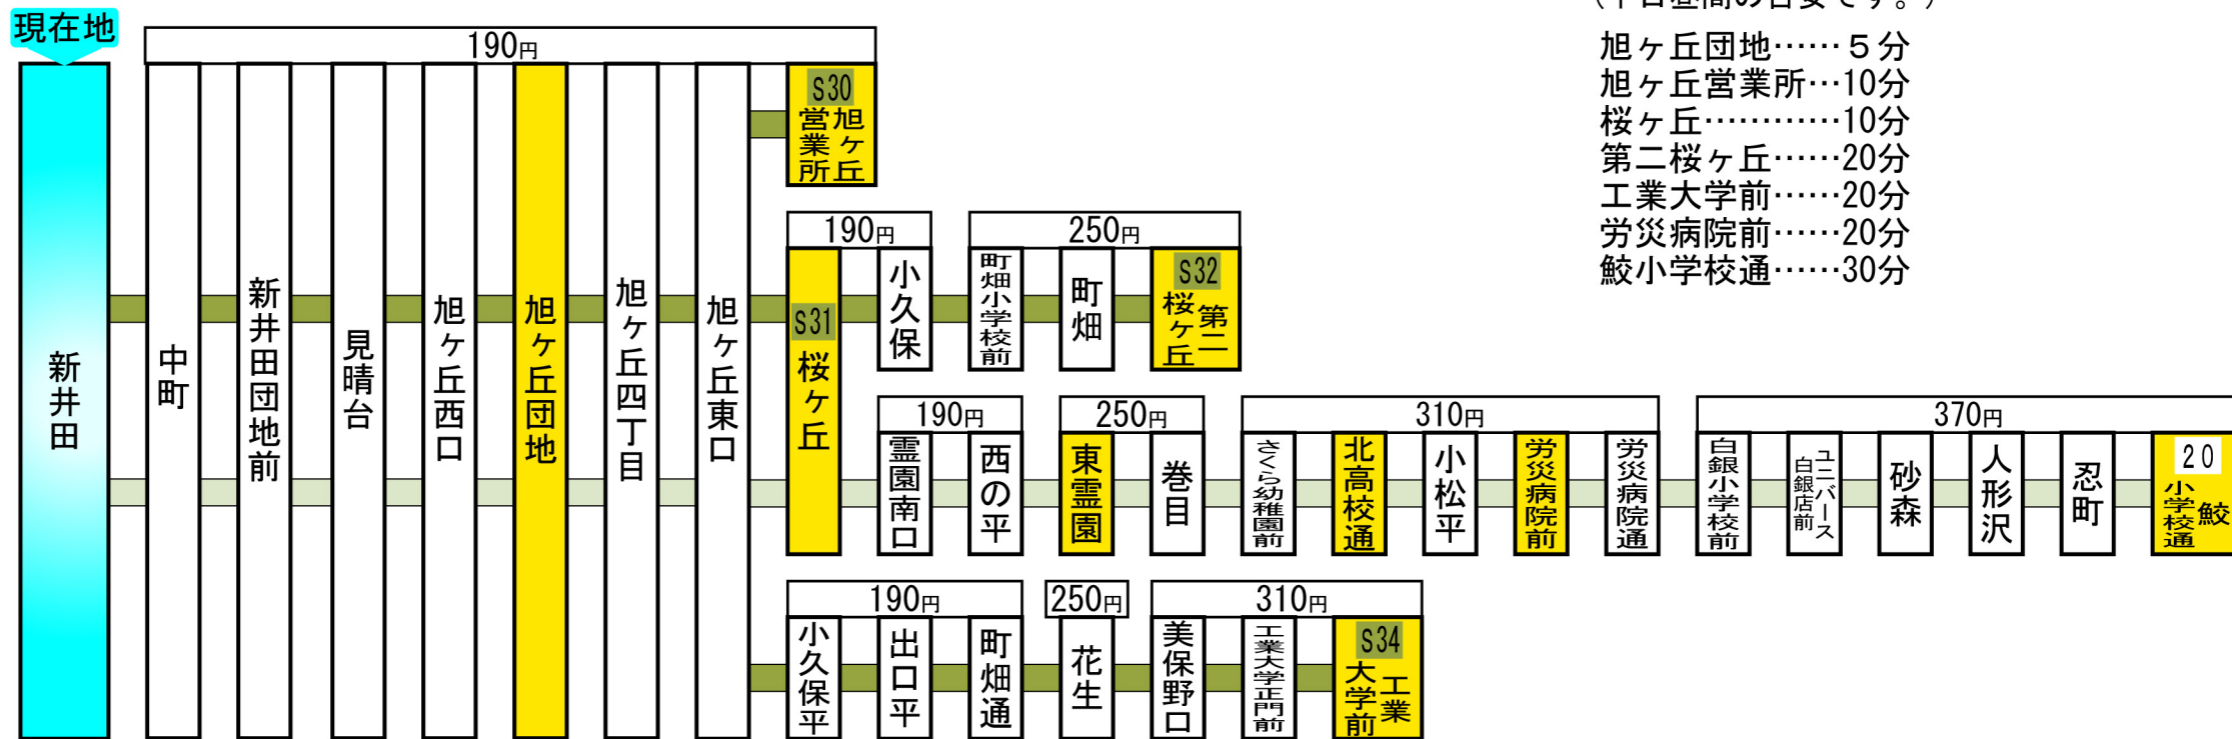 現在地
190円
新井田
中町
新井田団地前
見晴台
旭ヶ丘西口
旭ヶ丘団地
旭ヶ丘四丁目
旭ヶ丘東口
S30
旭ヶ丘
営業所
190円
250円
S31
桜ヶ丘
小久保
町畑小学校前
町畑
S32
第二
桜ヶ丘
190円
250円
310円
370円
霊園南口
西の平
東霊園
巻目
さくら幼稚園前
北高校通
小松平
労災病院前
労災病院通
白銀小学校前
ユニバース
白銀店前
砂森
人形沢
忍町
20
鮫
小学校通
190円
250円
310円
小久保平
出口平
町畑通
花生
美保野口
工業大学正門前
S34
工業
大学前
旭ヶ丘団地……5分
旭ヶ丘営業所…10分
桜ヶ丘…………10分
第二桜ヶ丘……20分
工業大学前……20分
労災病院前……20分
鮫小学校通……30分